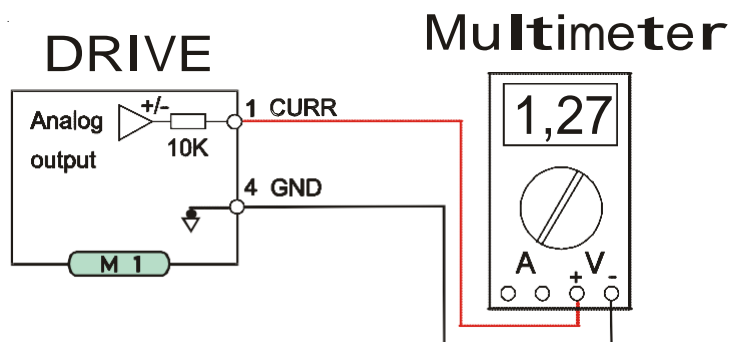 DRIVE
Multimeter
Analog
output
+/-
10K
1 CURR
4 GND
M 1
1,27
A V
+ -